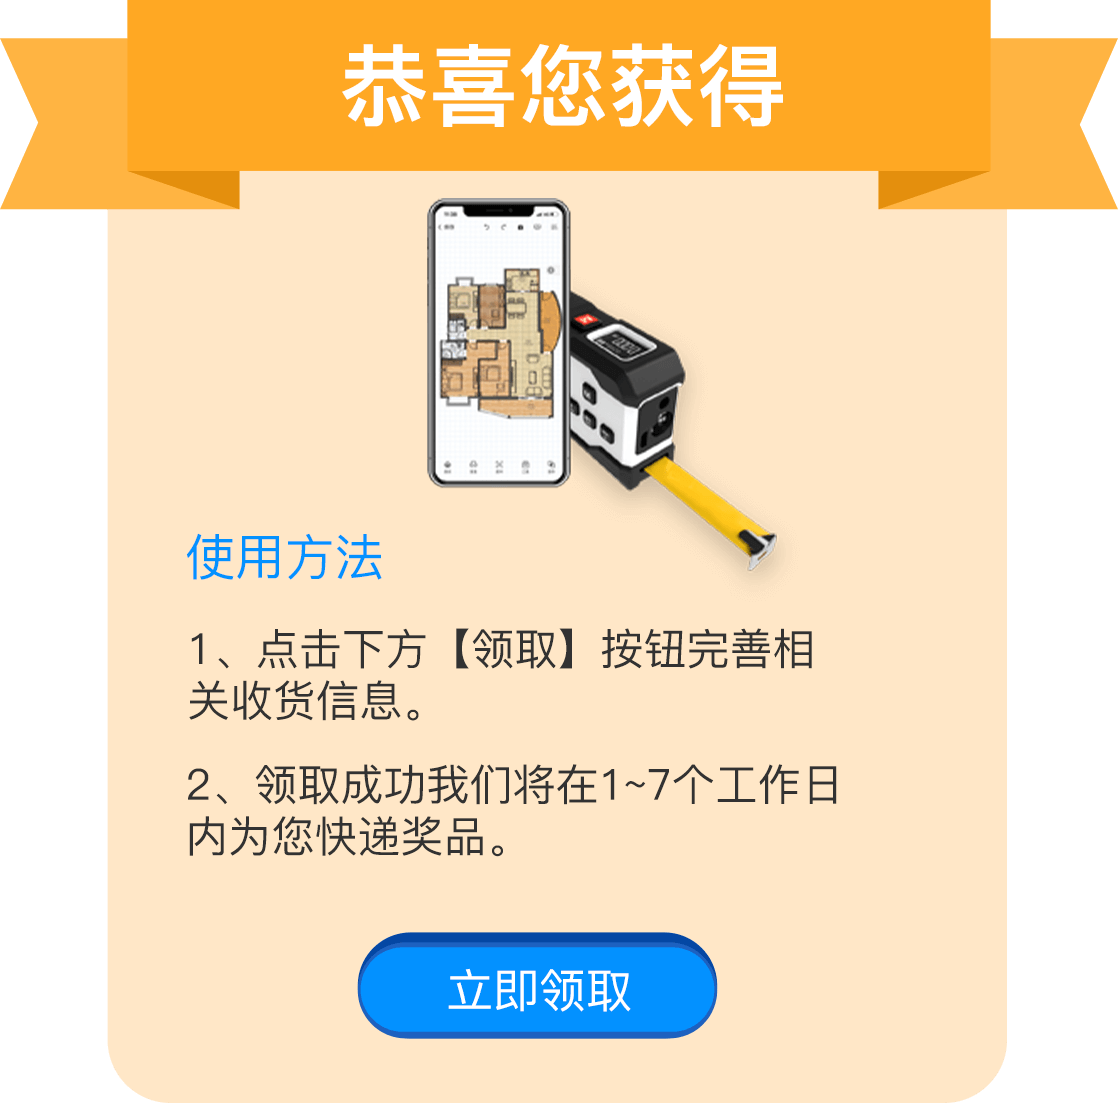 恭喜您获得
使用方法
1、点击下方【领取】按钮完善相
关收货信息。
2、领取成功我们将在1~7个工作日
内为您快递奖品。
立即领取